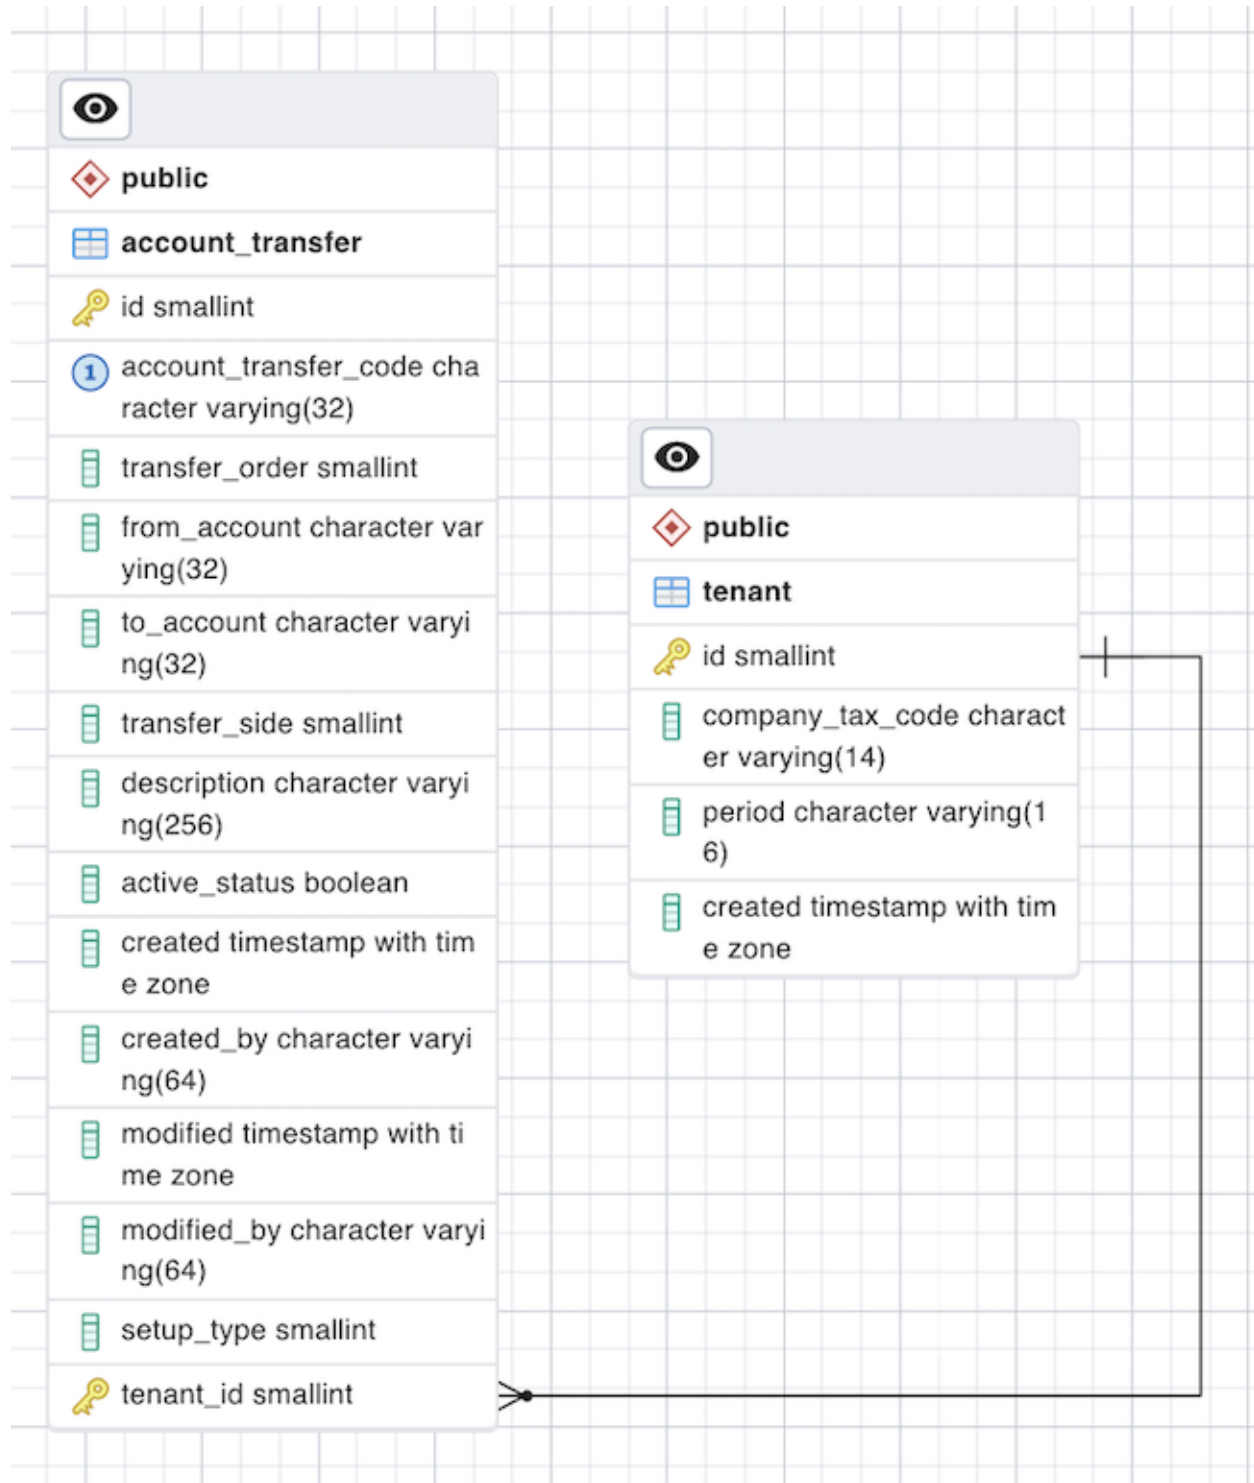 public
account_transfer
id smallint
1
account_transfer_code cha
racter varying(32)
transfer_order smallint
from_account character var
ying(32)
to_account character varyi
ng(32)
transfer_side smallint
description character varyi
ng(256)
active_status boolean
created timestamp with tim
e zone
created_by character varyi
ng(64)
modified timestamp with ti
me zone
modified_by character varyi
ng(64)
setup_type smallint
tenant_id smallint
public
tenant
id smallint
company_tax_code charact
er varying(14)
period character varying(1
6)
created timestamp with tim
e zone